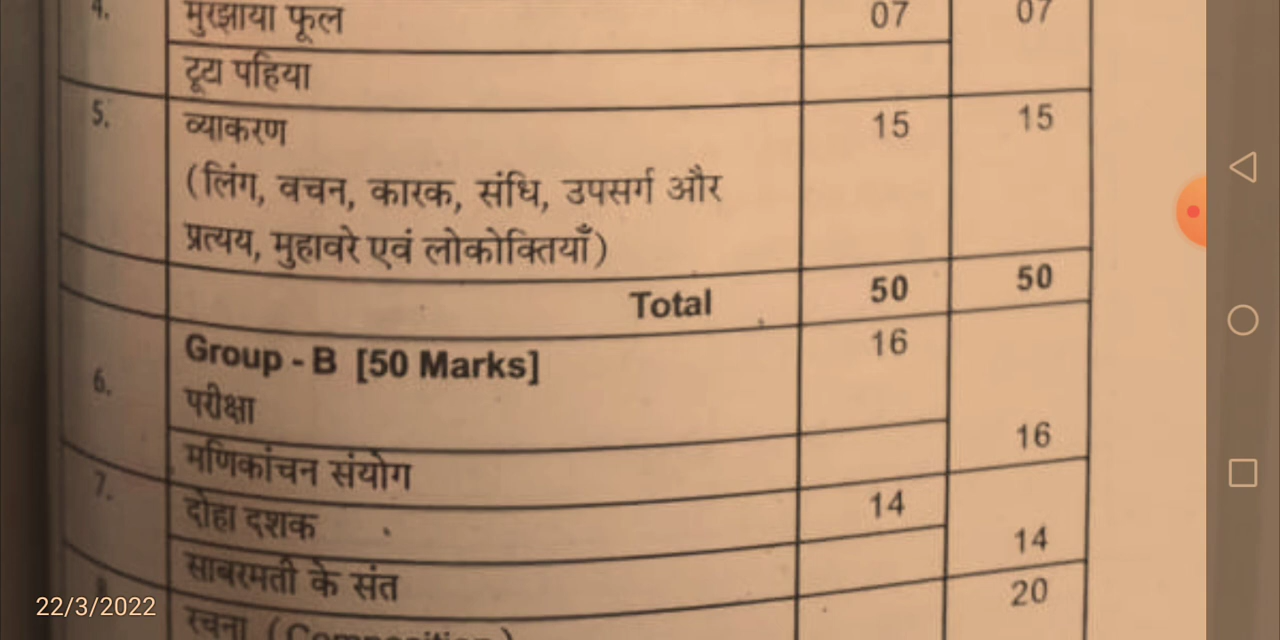 4. मुरझाया फूल 07 07
टूटा पहिया
5. व्याकरण 15 15
(लिंग, वचन, कारक, संधि, उपसर्ग और
प्रत्यय, मुहावरे एवं लोकोक्तियाँ)
Total 50 50
Group - B [50 Marks] 16
6. परीक्षा
मणिकांचन संयोग 16
7. दोहा दशक 14
साबरमती के संत 14
रचना (Composition) 20
22/3/2022